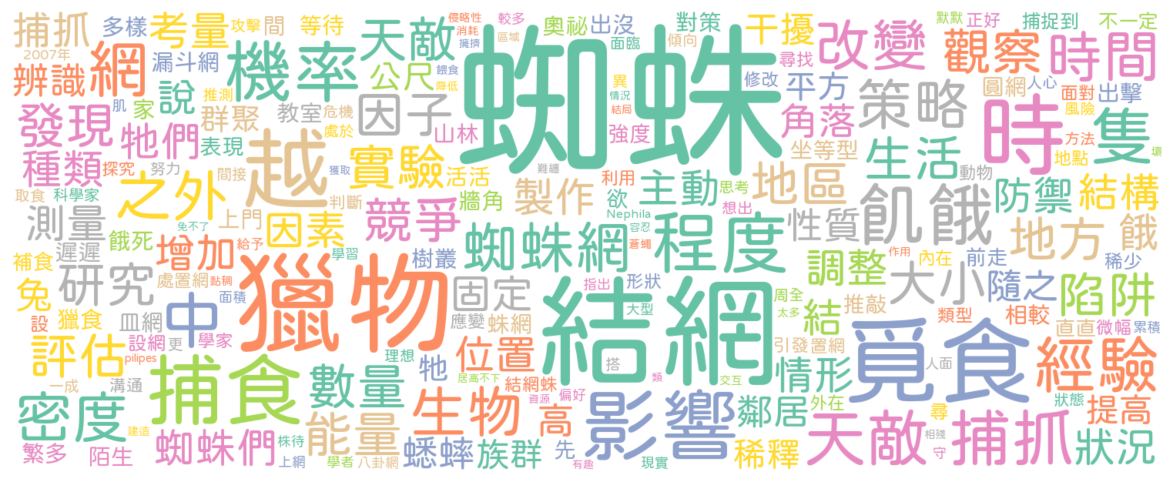 捕抓
多樣
考量
攻擊
間
等待
天敵
奧祕
出沒
侵略性
消耗
擁擠
較多
區域
面臨
傾向
對策
干擾
改變
默默
正好
捕捉到
不一定
2007年
辨識
網
漏斗網
機率
公尺
蜘蛛
尋找
修改
平方
異
情況
結局
觀察
時間
圓網
人心
面對
出擊
風險
發現
肌
家
說
推測
群聚
教室
危機
處於
因子
餵食
降低
強度
角落
策略
時
隻
方法
地點
壞
牠們
表現
山林
難纏
坐等型
生活
動物
種類
探究
努力
間接
越
實驗
獲取
活活
製作
利用
主動
思考
地區
飢餓
防禦
結構
取食
科學家
之外
判斷
牆角
欲
Nephila
想出
性質
地方
餓
測量
上門
因素
競爭
容忍
蒼蠅
遲遲
餓死
增加
免不了
給予
學習
樹叢
蜘蛛網
程度
調整
大小
內在
前走
稀少
補食
兔
研究
處置網
黏稠
獵物
固定
形狀
指出
結網
周全
太多
作用
隨之
陷阱
獵食
皿網
面積
應變
蛛網
大型
推敲
類型
相較
直直
微幅
累積
設
設網
更
學家
中
結
引發置網
評估
pilipes
理想
位置
搭
覓食
經驗
一成
溝通
捕食
數量
牠
居高不下
結網蛛
類
偏好
交互
情形
人面
狀態
密度
生物
資源
高
影響
鄰居
外在
尋
提高
繁多
建造
陌生
蜘蛛們
株待
上網
能量
學者
八卦網
蟋蟀
族群
先
有趣
現實
稀釋
天敵
相殘
守
捕抓
狀況